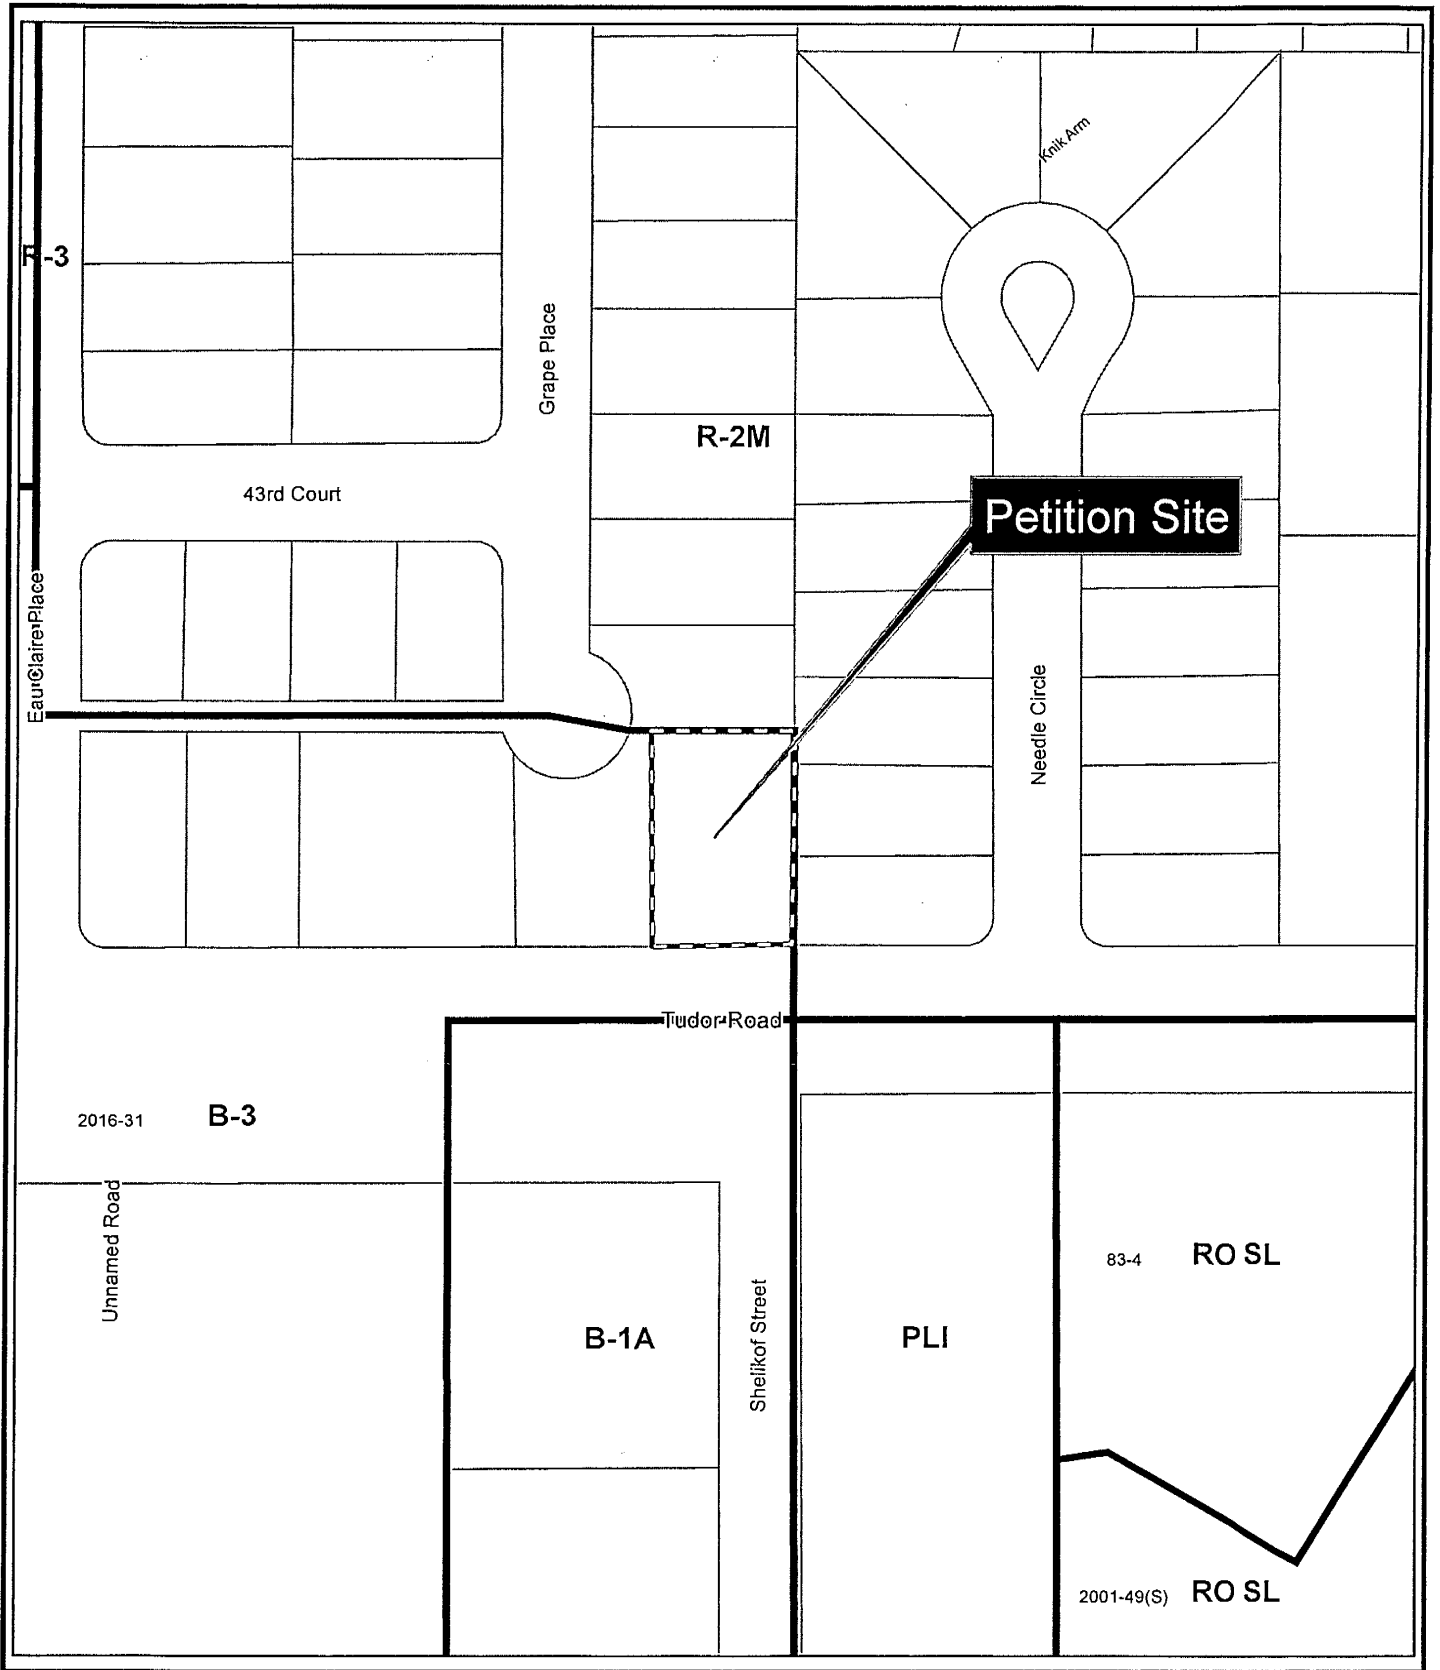 Knik Arm
R-3
Grape Place
R-2M
43rd Court
Petition Site
Eau Claire Place
Needle Circle
Tudor Road
2016-31 B-3
Unnamed Road
83-4 RO SL
Shelikof Street
B-1A
PLI
2001-49(S) RO SL